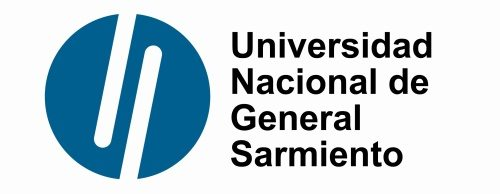 Universidad
Nacional de
General
Sarmiento